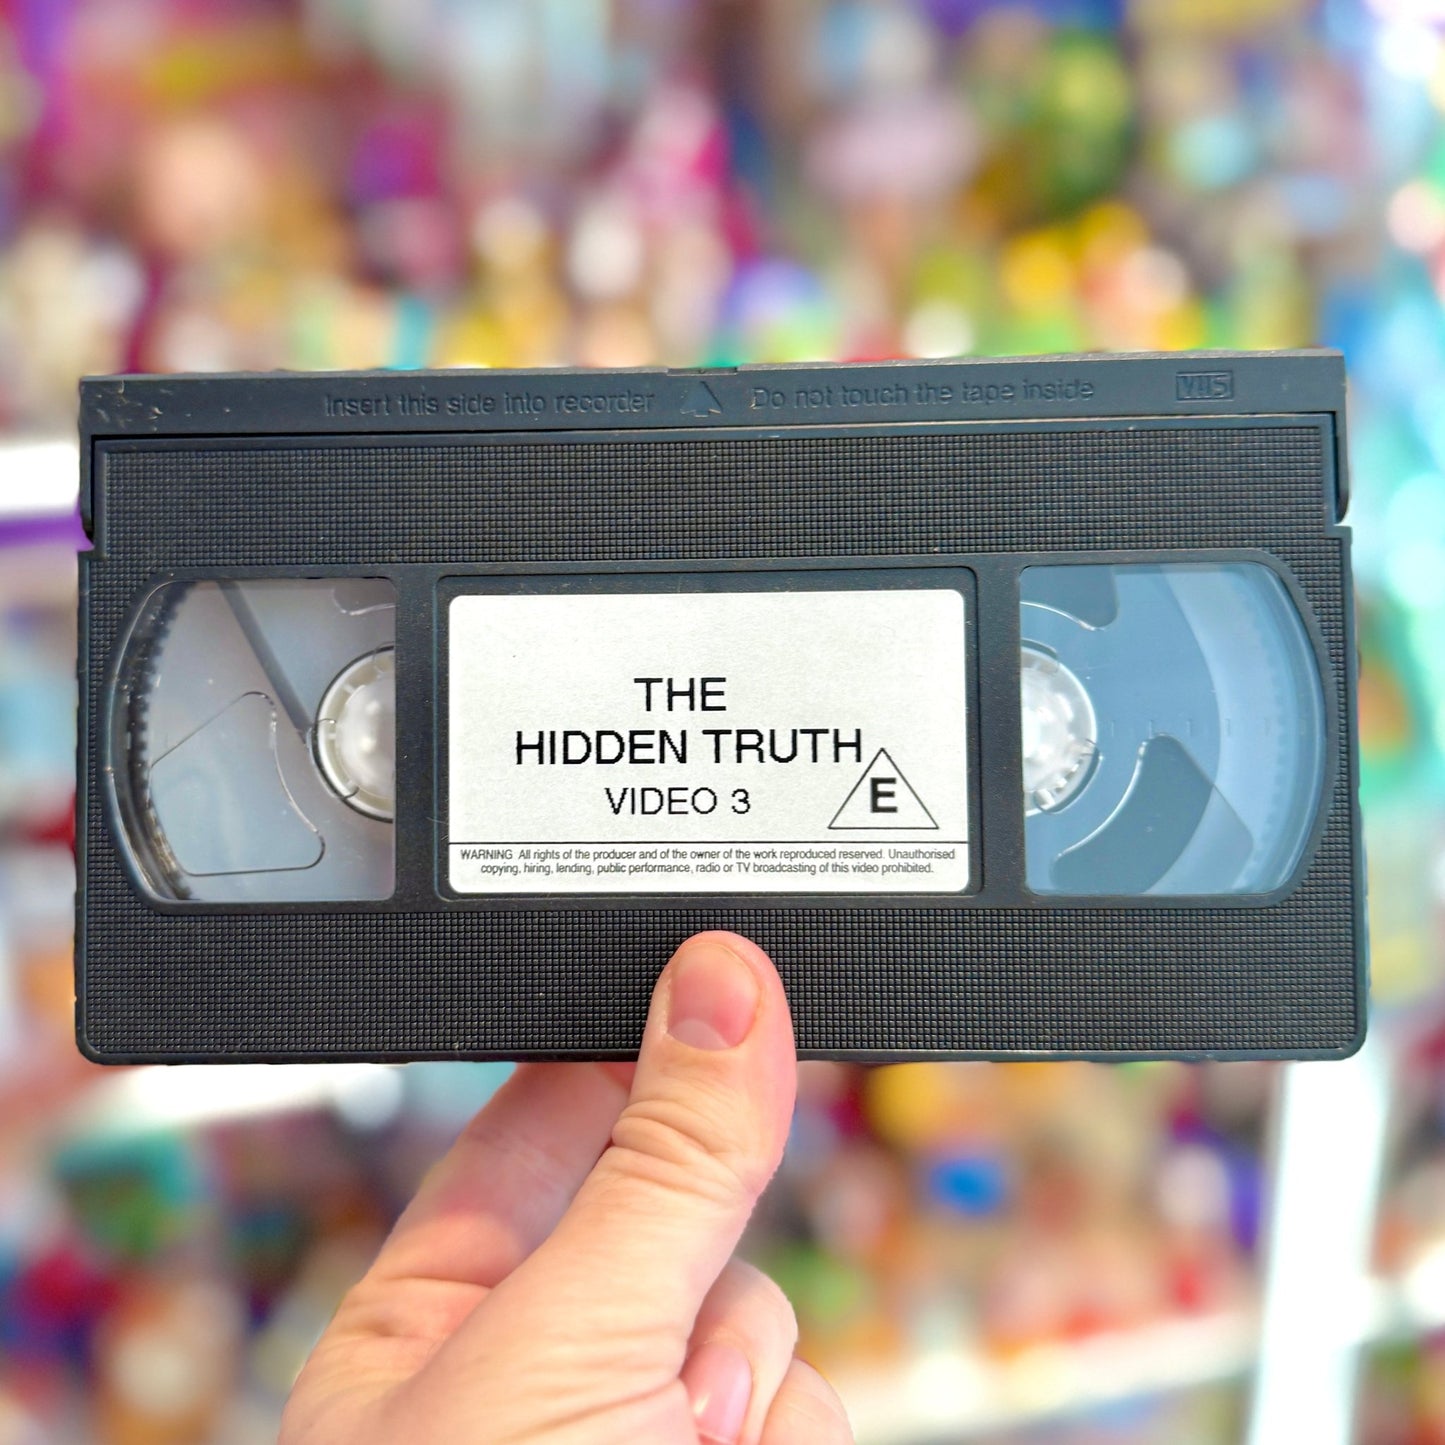 Insert this side into recorder Do not touch the tape inside VHS
THE
HIDDEN TRUTH
VIDEO 3
E
WARNING All rights of the producer and of the owner of the work reproduced reserved. Unauthorised
copying, hiring, lending, public performance, radio or TV broadcasting of this video prohibited.